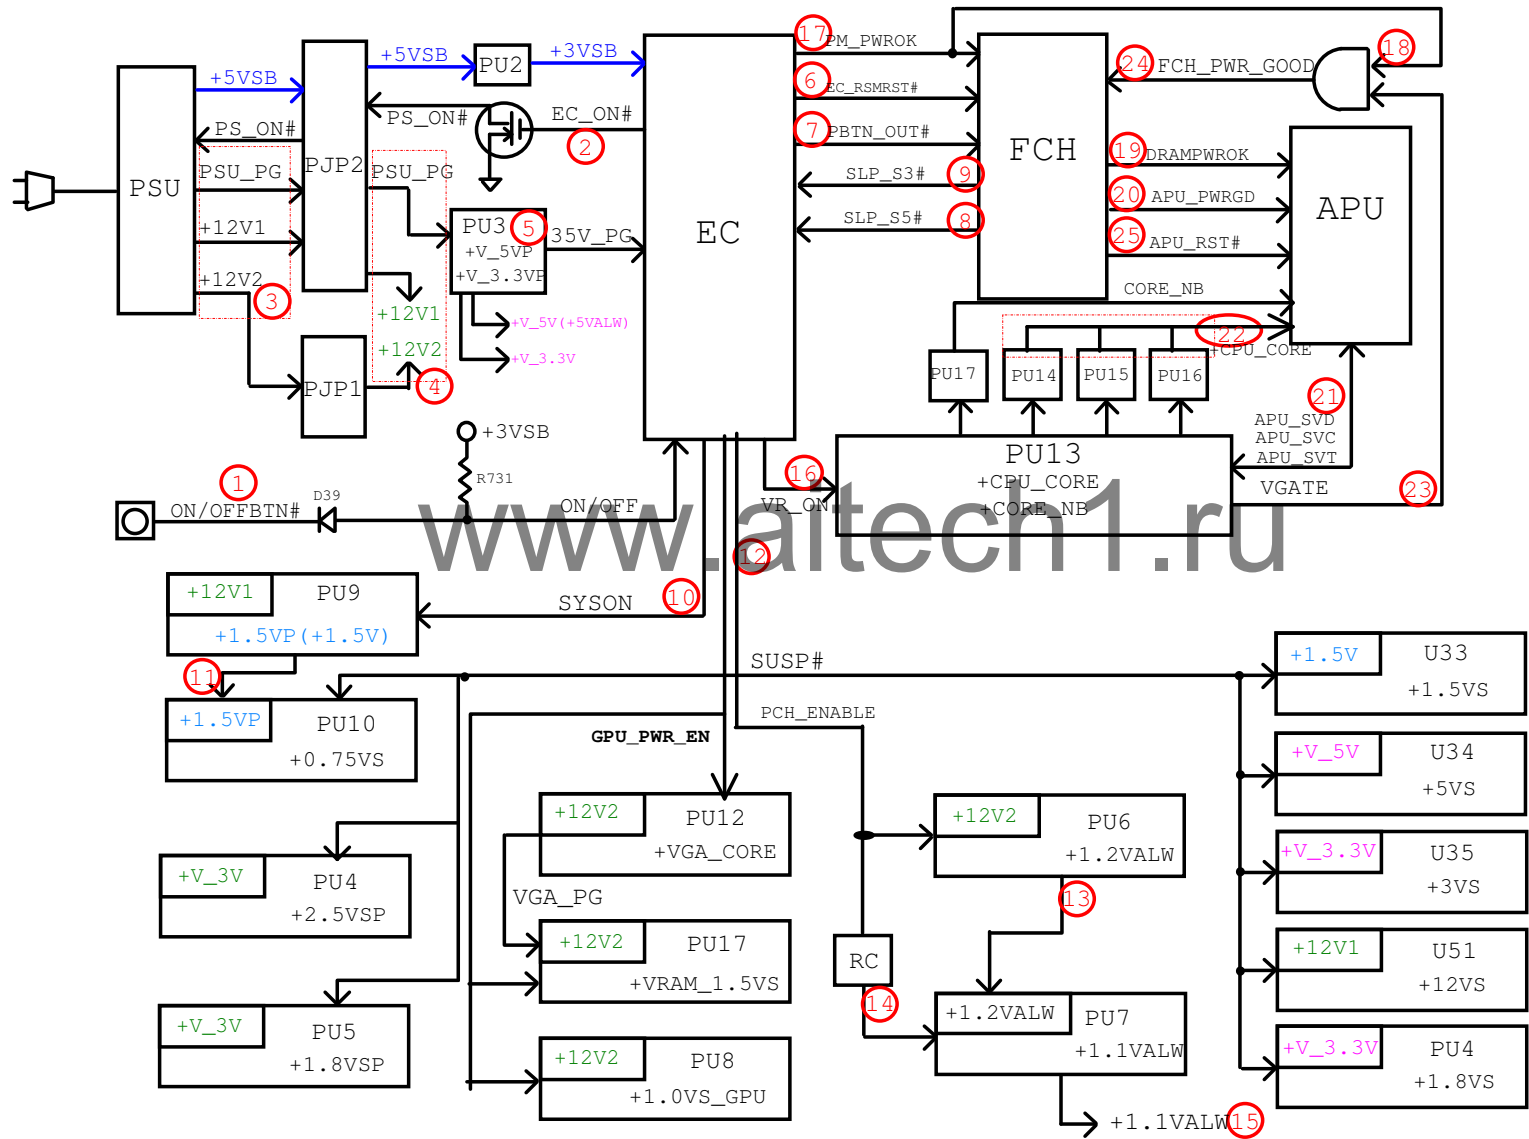 PSU
+5VSB
PS_ON#
PSU_PG
+12V1
+12V2
3
PJP2
PJP1
+5VSB
PU2
+3VSB
PS_ON#
EC_ON#
2
PSU_PG
+12V1
+12V2
4
PU3
5
+V_5VP
+V_3.3VP
35V_PG
+V_5V(+5VALW)
+V_3.3V
EC
17
PM_PWROK
6
EC_RSMRST#
7
PBTN_OUT#
SLP_S3#
9
SLP_S5#
8
FCH
24
FCH_PWR_GOOD
18
19
DRAMPWROK
20
APU_PWRGD
25
APU_RST#
APU
CORE_NB
22
+CPU_CORE
PU17
PU14
PU15
PU16
21
APU_SVD
APU_SVC
APU_SVT
PU13
+CPU_CORE
+CORE_NB
VGATE
23
16
VR_ON
+3VSB
R731
1
ON/OFFBTN#
D39
ON/OFF
www.aitech1.ru
12
+12V1
PU9
+1.5VP(+1.5V)
SYSON
10
11
SUSP#
+1.5VP
PU10
+0.75VS
GPU_PWR_EN
PCH_ENABLE
+V_3V
PU4
+2.5VSP
+V_3V
PU5
+1.8VSP
+12V2
PU12
+VGA_CORE
VGA_PG
+12V2
PU17
+VRAM_1.5VS
+12V2
PU8
+1.0VS_GPU
+12V2
PU6
+1.2VALW
13
RC
14
+1.2VALW
PU7
+1.1VALW
+1.1VALW
15
+1.5V
U33
+1.5VS
+V_5V
U34
+5VS
+V_3.3V
U35
+3VS
+12V1
U51
+12VS
+V_3.3V
PU4
+1.8VS